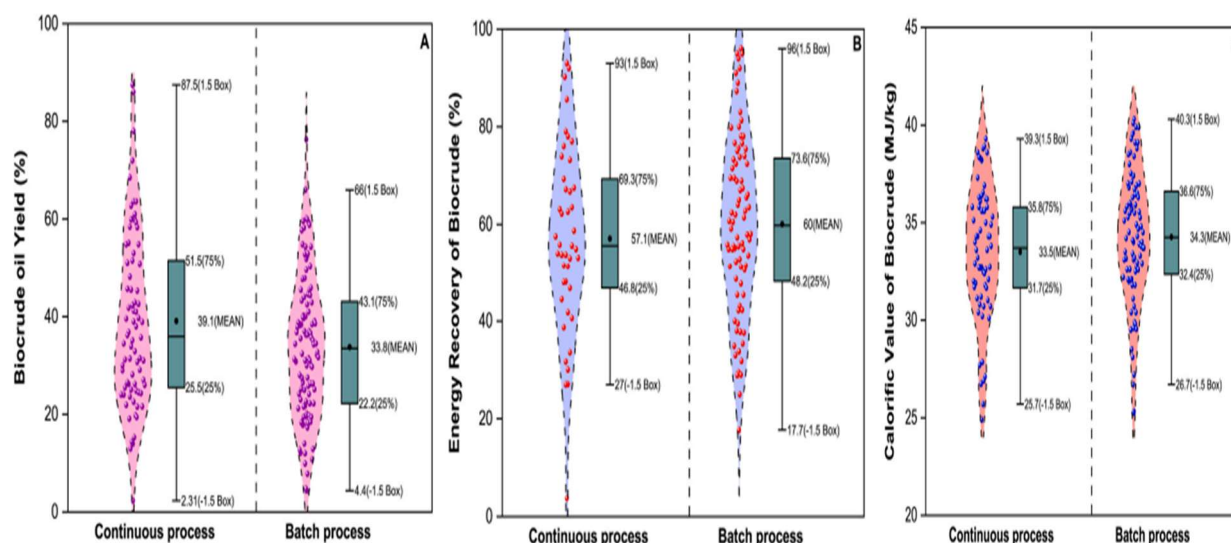 Biocrude oil Yield (%)
100
80
60
40
20
0
A
87.5(1.5 Box)
51.5(75%)
39.1(MEAN)
25.5(25%)
2.31(-1.5 Box)
66(1.5 Box)
43.1(75%)
33.8(MEAN)
22.2(25%)
4.4(-1.5 Box)
Continuous process
Batch process
Energy Recovery of Biocrude (%)
100
80
60
40
20
0
B
93(1.5 Box)
69.3(75%)
57.1(MEAN)
46.8(25%)
27(-1.5 Box)
96(1.5 Box)
73.6(75%)
60(MEAN)
48.2(25%)
17.7(-1.5 Box)
Continuous process
Batch process
Calorific Value of Biocrude (MJ/kg)
45
40
35
30
25
20
39.3(1.5 Box)
35.8(75%)
33.5(MEAN)
31.7(25%)
25.7(-1.5 Box)
40.3(1.5 Box)
36.6(75%)
34.3(MEAN)
32.4(25%)
26.7(-1.5 Box)
Continuous process
Batch process